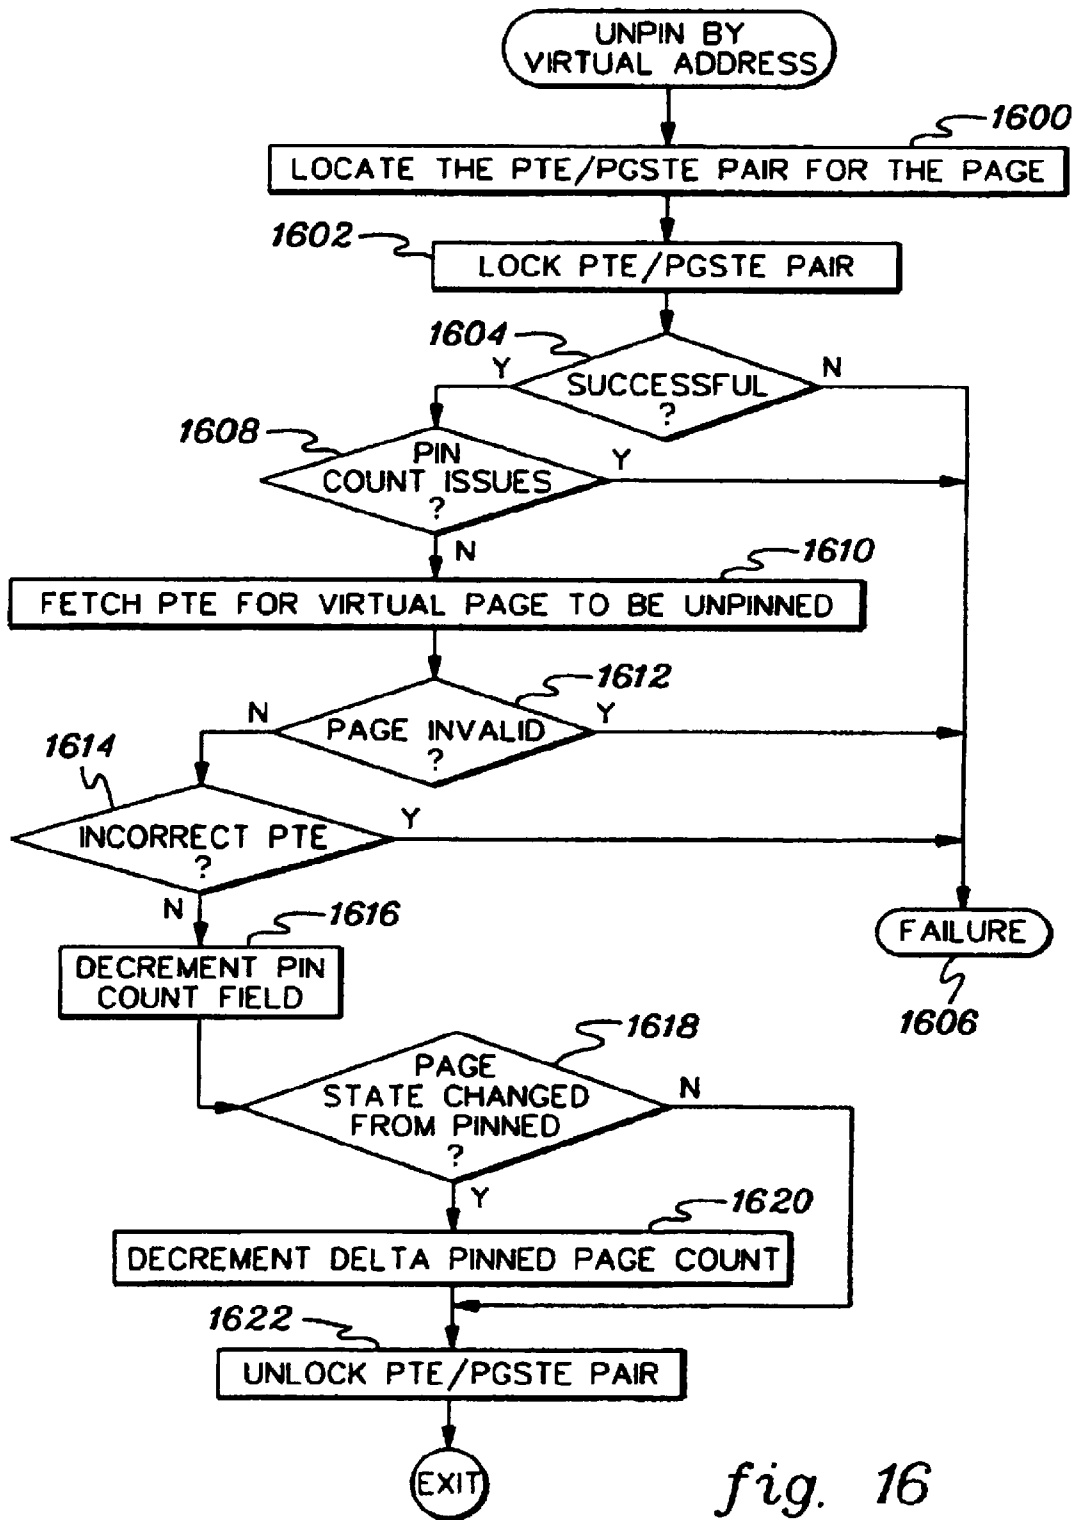 UNPIN BY
VIRTUAL ADDRESS
1600
LOCATE THE PTE/PGSTE PAIR FOR THE PAGE
1602
LOCK PTE/PGSTE PAIR
1604
Y
SUCCESSFUL
?
N
1608
PIN
COUNT ISSUES
?
Y
N
1610
FETCH PTE FOR VIRTUAL PAGE TO BE UNPINNED
1612
N
PAGE INVALID
?
Y
1614
INCORRECT PTE
?
Y
N
1616
DECREMENT PIN
COUNT FIELD
FAILURE
1606
1618
PAGE
STATE CHANGED
FROM PINNED
?
N
Y
1620
DECREMENT DELTA PINNED PAGE COUNT
1622
UNLOCK PTE/PGSTE PAIR
EXIT
fig. 16